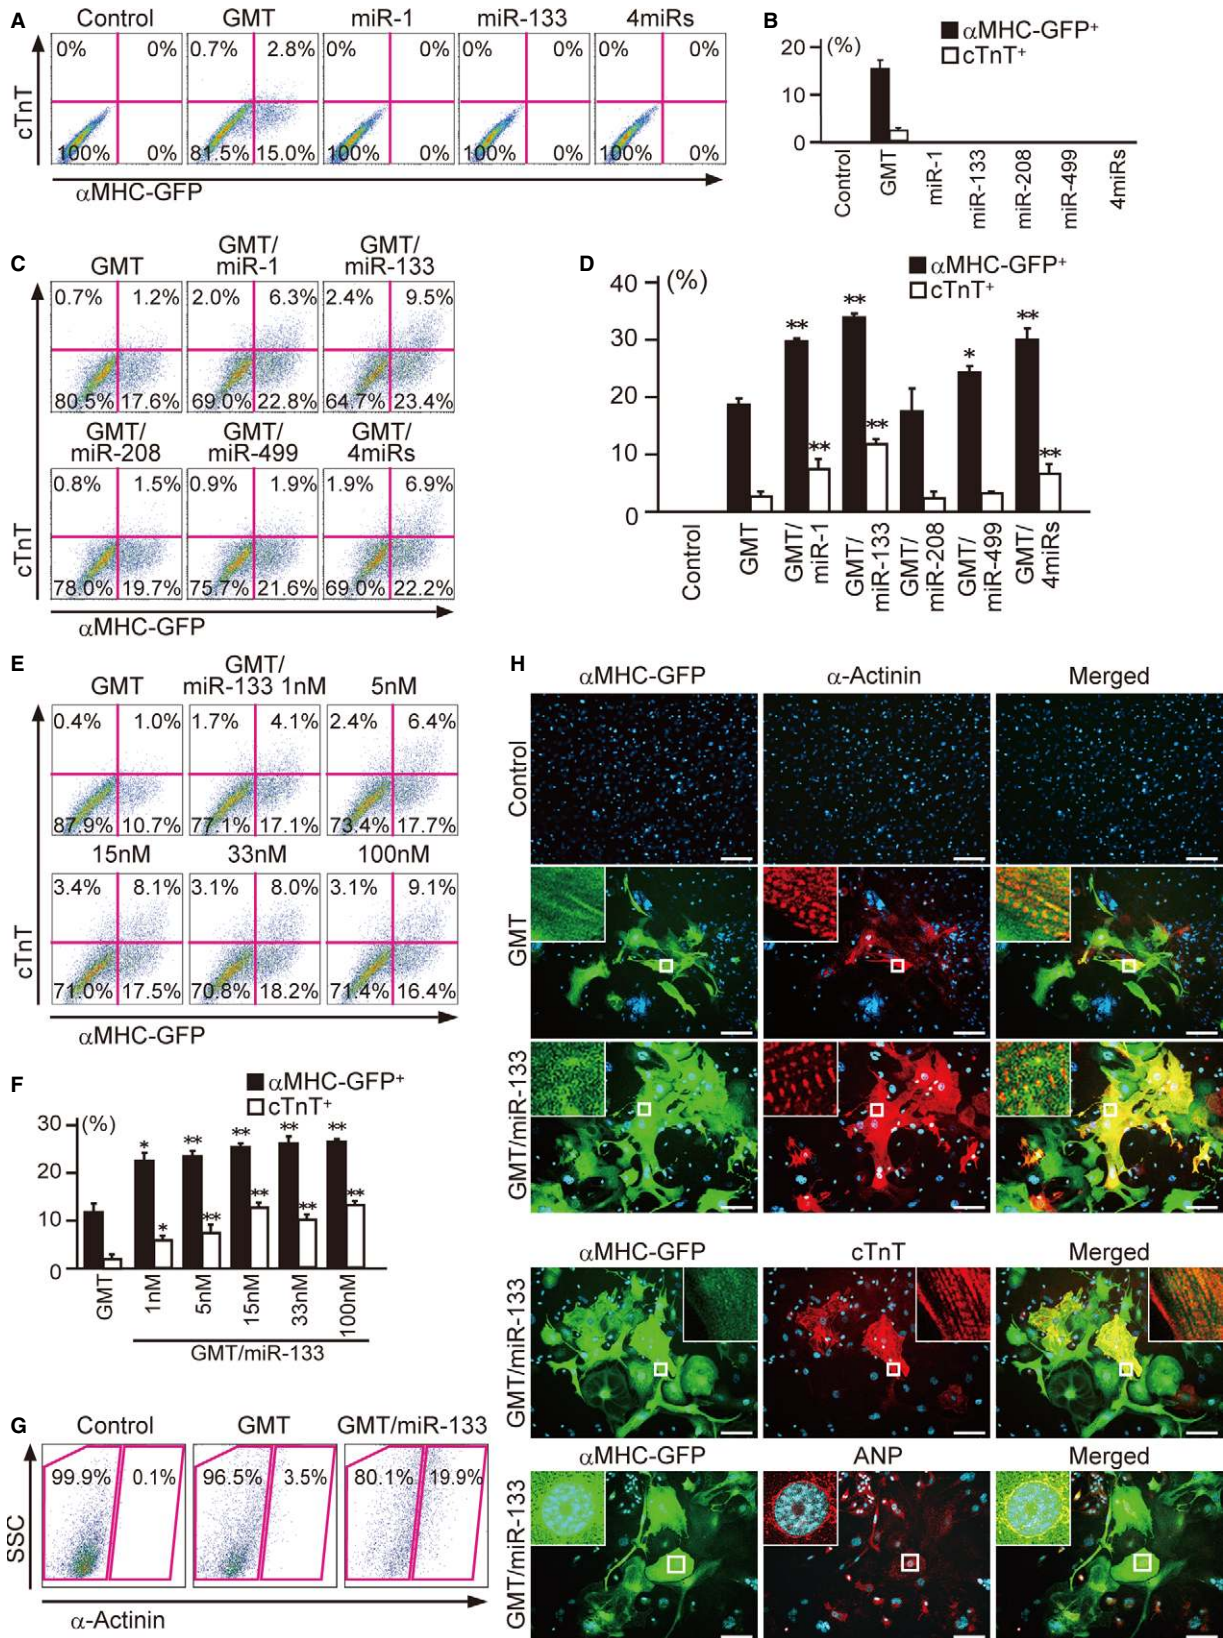 A
Control GMT miR-1 miR-133 4miRs
0% 0% 0.7% 2.8% 0% 0% 0% 0% 0% 0%
cTnT
100% 0% 81.5% 15.0% 100% 0% 100% 0% 100% 0%
αMHC-GFP
B
(%)
αMHC-GFP+
cTnT+
20
10
0
Control
GMT
miR-1
miR-133
miR-208
miR-499
4miRs
C
GMT GMT/ miR-1 GMT/ miR-133
0.7% 1.2% 2.0% 6.3% 2.4% 9.5%
80.5% 17.6% 69.0% 22.8% 64.7% 23.4%
GMT/ miR-208 GMT/ miR-499 GMT/ 4miRs
0.8% 1.5% 0.9% 1.9% 1.9% 6.9%
cTnT
78.0% 19.7% 75.7% 21.6% 69.0% 22.2%
αMHC-GFP
D
(%)
αMHC-GFP+
cTnT+
40
30
20
10
0
** ** ** ** * ** **
Control
GMT
GMT/ miR-1
GMT/ miR-133
GMT/ miR-208
GMT/ miR-499
GMT/ 4miRs
E
GMT GMT/ miR-133 1nM 5nM
0.4% 1.0% 1.7% 4.1% 2.4% 6.4%
87.9% 10.7% 77.1% 17.1% 73.4% 17.7%
15nM 33nM 100nM
3.4% 8.1% 3.1% 8.0% 3.1% 9.1%
cTnT
71.0% 17.5% 70.8% 18.2% 71.4% 16.4%
αMHC-GFP
F
αMHC-GFP+
cTnT+
(%)
30
20
10
0
* ** ** ** **
* ** ** ** **
GMT
1nM
5nM
15nM
33nM
100nM
GMT/miR-133
G
Control GMT GMT/miR-133
99.9% 0.1% 96.5% 3.5% 80.1% 19.9%
SSC
α-Actinin
H
αMHC-GFP α-Actinin Merged
Control
GMT
GMT/miR-133
αMHC-GFP cTnT Merged
GMT/miR-133
αMHC-GFP ANP Merged
GMT/miR-133